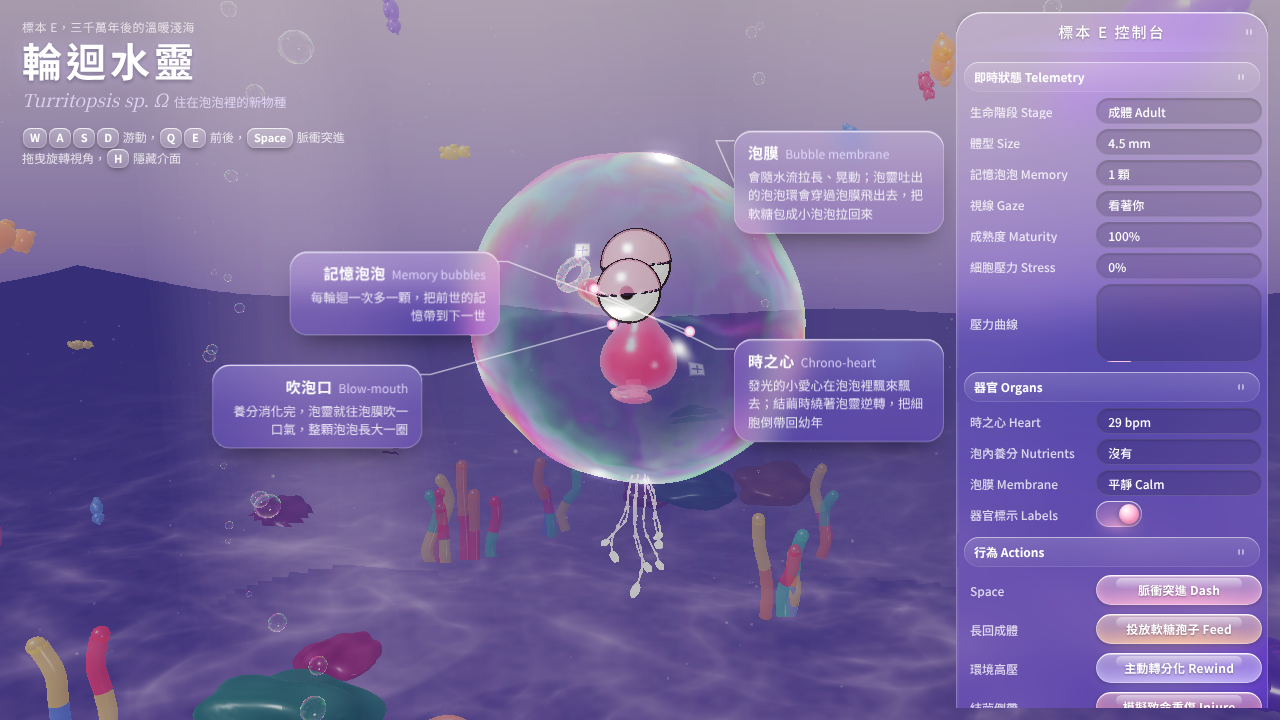 標本 E，三千萬年後的溫暖淺海
輪迴水靈
Turritopsis sp. Ω 住在泡泡裡的新物種
W A S D 游動， Q E 前後， Space 脈衝突進
拖曳旋轉視角， H 隱藏介面
泡膜 Bubble membrane
會隨水流拉長、晃動；泡靈吐出
的泡泡環會穿過泡膜飛出去，把
軟糖包成小泡泡拉回來
記憶泡泡 Memory bubbles
每輪迴一次多一顆，把前世的記
憶帶到下一世
吹泡口 Blow-mouth
養分消化完，泡靈就往泡膜吹一
口氣，整顆泡泡長大一圈
時之心 Chrono-heart
發光的小愛心在泡泡裡飄來飄
去；結繭時繞著泡靈逆轉，把細
胞倒帶回幼年
標本 E 控制台
即時狀態 Telemetry
生命階段 Stage 成體 Adult
體型 Size 4.5 mm
記憶泡泡 Memory 1 顆
視線 Gaze 看著你
成熟度 Maturity 100%
細胞壓力 Stress 0%
壓力曲線
器官 Organs
時之心 Heart 29 bpm
泡內養分 Nutrients 沒有
泡膜 Membrane 平靜 Calm
器官標示 Labels
行為 Actions
Space 脈衝突進 Dash
長回成體 投放軟糖孢子 Feed
環境高壓 主動轉分化 Rewind
結繭倒帶 模擬致命重傷 Injure